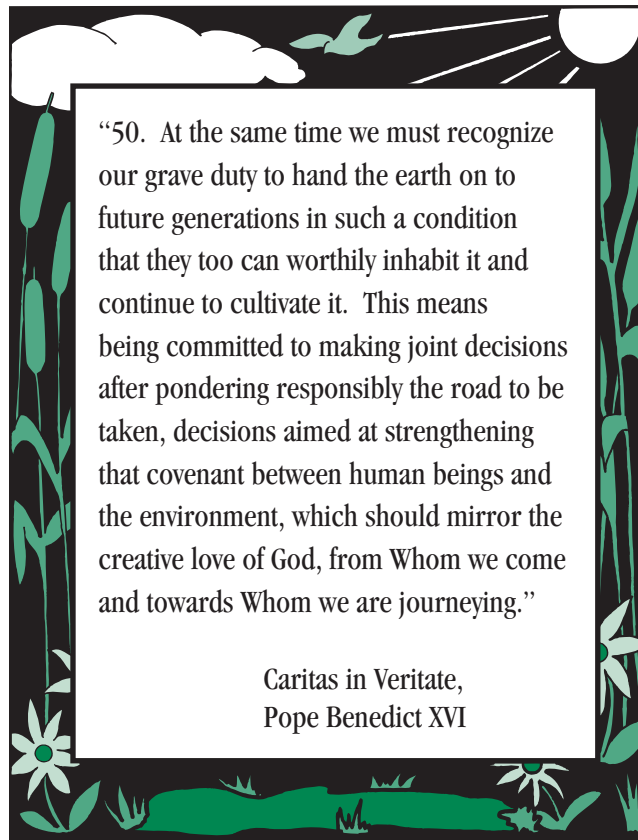 “50.  At the same time we must recognize
our grave duty to hand the earth on to
future generations in such a condition
that they too can worthily inhabit it and
continue to cultivate it.  This means
being committed to making joint decisions
after pondering responsibly the road to be
taken, decisions aimed at strengthening
that covenant between human beings and
the environment, which should mirror the
creative love of God, from Whom we come
and towards Whom we are journeying.”
Caritas in Veritate,
Pope Benedict XVI